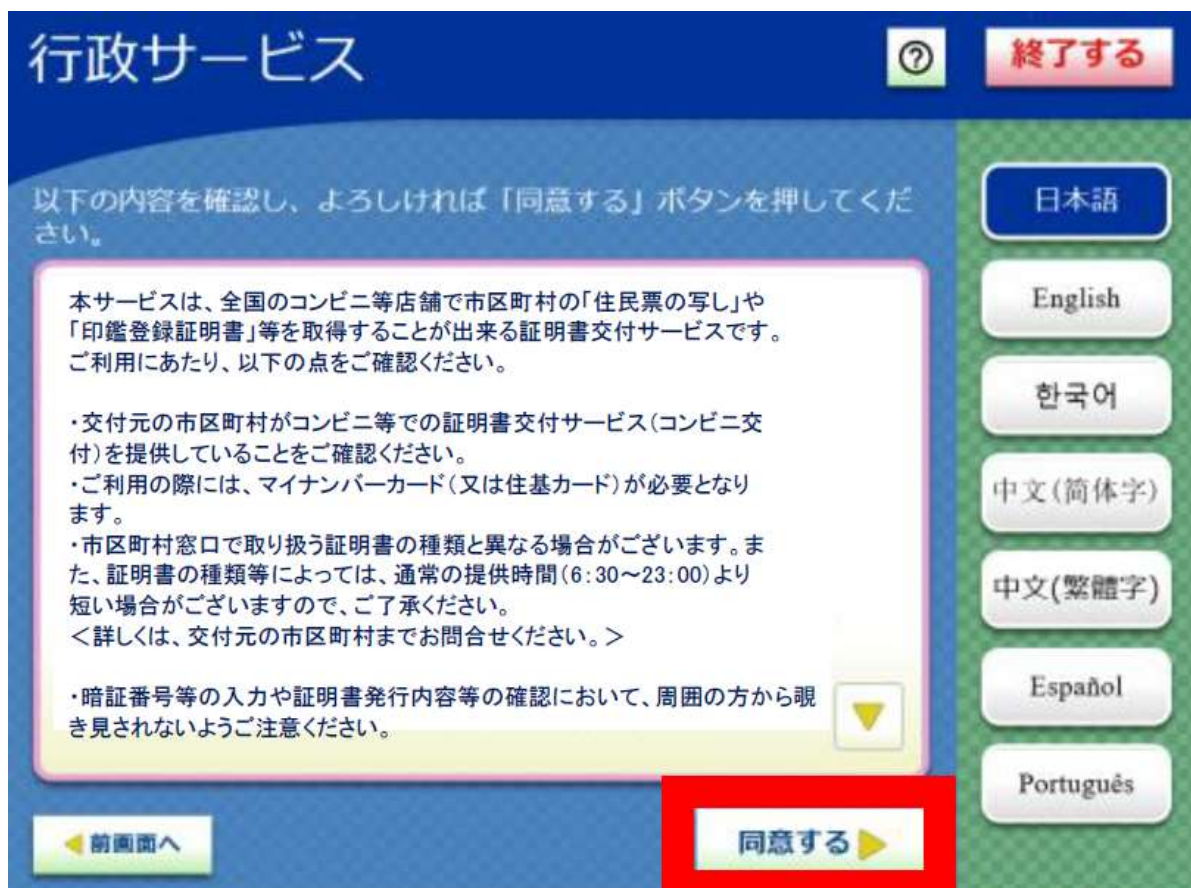 行政サービス
?
終了する
以下の内容を確認し、よろしければ「同意する」ボタンを押してくだ
さい。
本サービスは、全国のコンビニ等店舗で市区町村の「住民票の写し」や
「印鑑登録証明書」等を取得することが出来る証明書交付サービスです。
ご利用にあたり、以下の点をご確認ください。
・交付元の市区町村がコンビニ等での証明書交付サービス(コンビニ交
付)を提供していることをご確認ください。
・ご利用の際には、マイナンバーカード(又は住基カード)が必要となり
ます。
・市区町村窓口で取り扱う証明書の種類と異なる場合がございます。ま
た、証明書の種類等によっては、通常の提供時間(6:30~23:00)より
短い場合がございますので、ご了承ください。
<詳しくは、交付元の市区町村までお問合せください。>
・暗証番号等の入力や証明書発行内容等の確認において、周囲の方から覗
き見されないようご注意ください。
前画面へ
同意する
日本語
English
한국어
中文(简体字)
中文(繁體字)
Español
Português